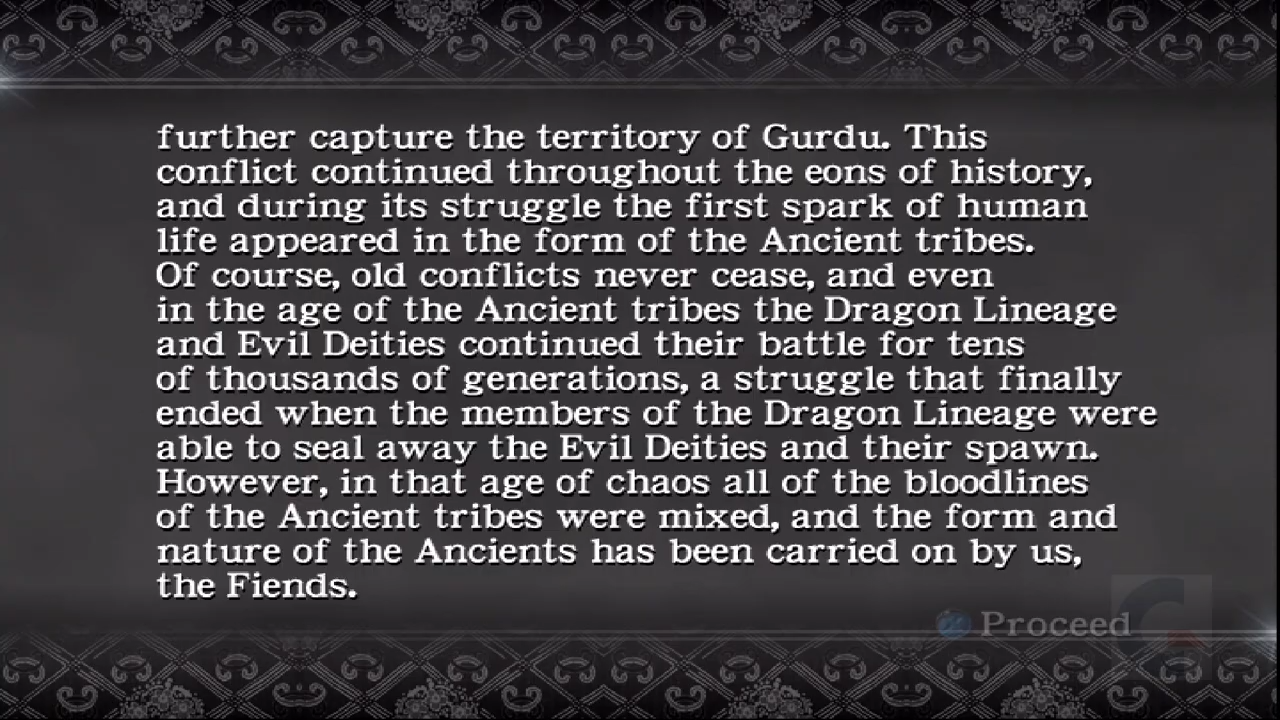 further capture the territory of Gurdu. This
conflict continued throughout the eons of history,
and during its struggle the first spark of human
life appeared in the form of the Ancient tribes.
Of course, old conflicts never cease, and even
in the age of the Ancient tribes the Dragon Lineage
and Evil Deities continued their battle for tens
of thousands of generations, a struggle that finally
ended when the members of the Dragon Lineage were
able to seal away the Evil Deities and their spawn.
However, in that age of chaos all of the bloodlines
of the Ancient tribes were mixed, and the form and
nature of the Ancients has been carried on by us,
the Fiends.
Proceed